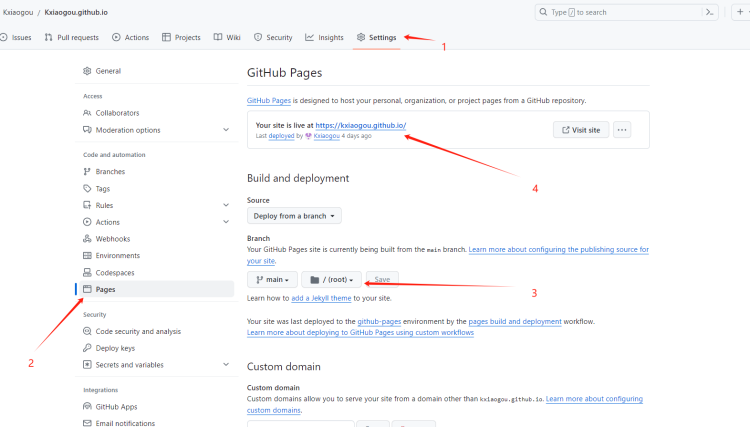 Kxiaogou / Kxiaogou.github.io
Type / to search
Issues Pull requests Actions Projects Wiki Security Insights Settings
1
General
Access
Collaborators
Moderation options
Code and automation
Branches
Tags
Rules
Actions
Webhooks
Environments
Codespaces
Pages
2
Security
Code security and analysis
Deploy keys
Secrets and variables
Integrations
GitHub Apps
Email notifications
GitHub Pages
GitHub Pages is designed to host your personal, organization, or project pages from a GitHub repository.
Your site is live at https://kxiaogou.github.io/
Last deployed by Kxiaogou 4 days ago
Visit site
4
Build and deployment
Source
Deploy from a branch
Branch
Your GitHub Pages site is currently being built from the main branch. Learn more about configuring the publishing source for
your site.
main / (root) Save
3
Learn how to add a Jekyll theme to your site.
Your site was last deployed to the github-pages environment by the pages build and deployment workflow.
Learn more about deploying to GitHub Pages using custom workflows
Custom domain
Custom domain
Custom domains allow you to serve your site from a domain other than kxiaogou.github.io. Learn more about configuring
custom domains.